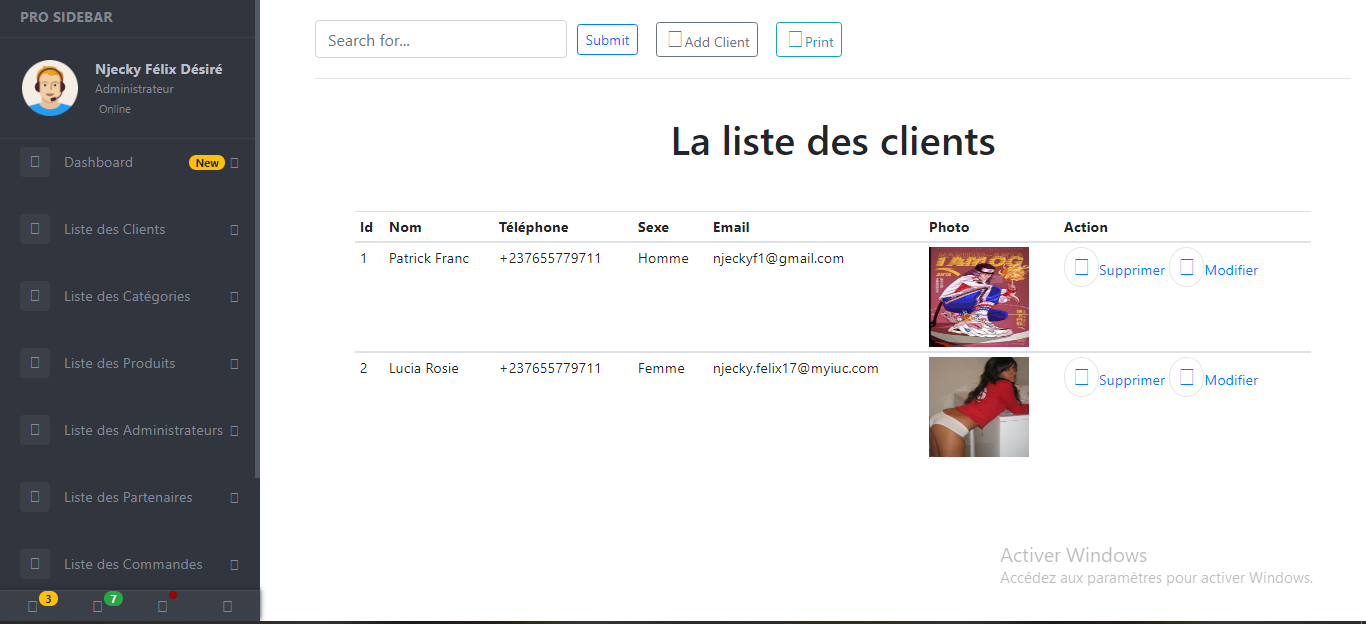 PRO SIDEBAR
Njecky Félix Désiré
Administrateur
Online
Dashboard New
Liste des Clients
Liste des Catégories
Liste des Produits
Liste des Administrateurs
Liste des Partenaires
Liste des Commandes
3 7
Search for... Submit Add Client Print
La liste des clients
Id Nom Téléphone Sexe Email Photo Action
1 Patrick Franc +237655779711 Homme njeckyf1@gmail.com Supprimer Modifier
2 Lucia Rosie +237655779711 Femme njecky.felix17@myiuc.com Supprimer Modifier
Activer Windows
Accédez aux paramètres pour activer Windows.